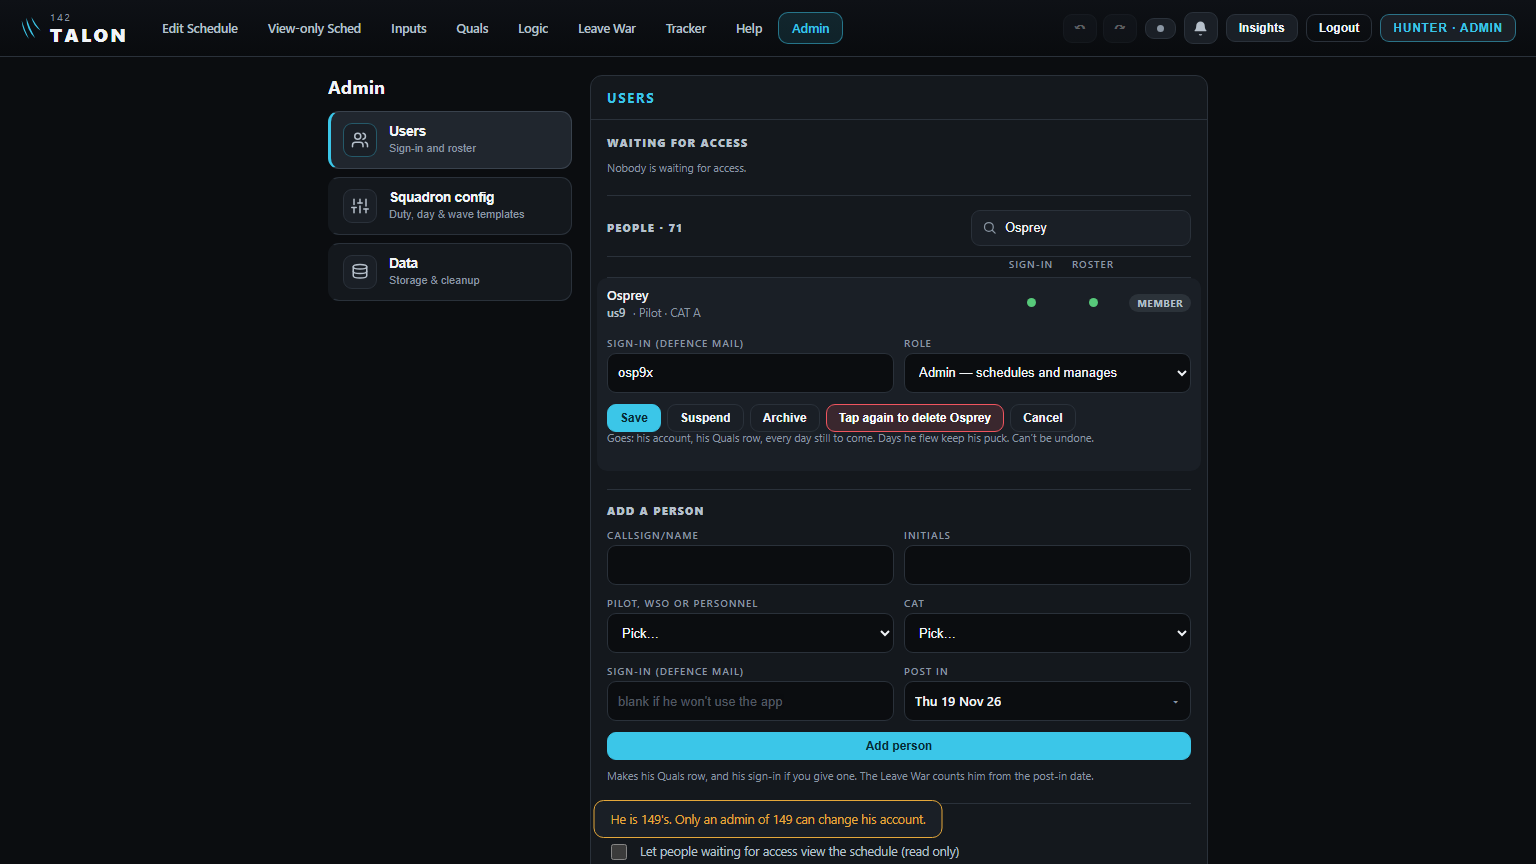 142
TALON
Edit Schedule
View-only Sched
Inputs
Quals
Logic
Leave War
Tracker
Help
Admin
Insights
Logout
HUNTER · ADMIN
Admin
Users
Sign-in and roster
Squadron config
Duty, day & wave templates
Data
Storage & cleanup
USERS
WAITING FOR ACCESS
Nobody is waiting for access.
PEOPLE · 71
Osprey
SIGN-IN
ROSTER
Osprey
us9 · Pilot · CAT A
MEMBER
SIGN-IN (DEFENCE MAIL)
ROLE
osp9x
Admin — schedules and manages
Save
Suspend
Archive
Tap again to delete Osprey
Cancel
Goes: his account, his Quals row, every day still to come. Days he flew keep his puck. Can't be undone.
ADD A PERSON
CALLSIGN/NAME
INITIALS
PILOT, WSO OR PERSONNEL
CAT
Pick...
Pick...
SIGN-IN (DEFENCE MAIL)
POST IN
blank if he won't use the app
Thu 19 Nov 26
Add person
Makes his Quals row, and his sign-in if you give one. The Leave War counts him from the post-in date.
He is 149's. Only an admin of 149 can change his account.
Let people waiting for access view the schedule (read only)